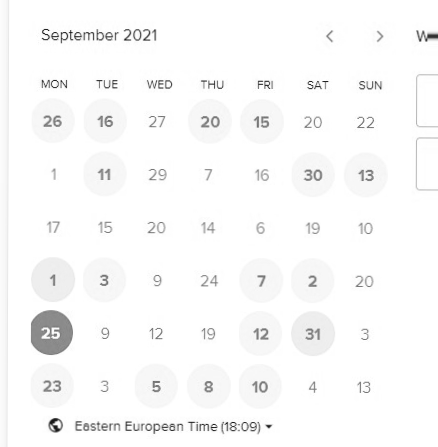 September 2021
MON TUE WED THU FRI SAT SUN
26 16 27 20 15 20 22
1 11 29 7 16 30 13
17 15 20 14 6 19 10
1 3 9 24 7 2 20
25 9 12 19 12 31 3
23 3 5 8 10 4 13
Eastern European Time (18:09)